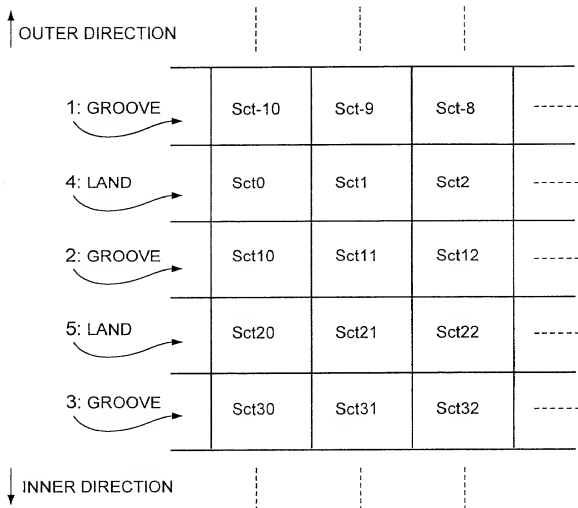 OUTER DIRECTION
1: GROOVE Sct-10 Sct-9 Sct-8
4: LAND Sct0 Sct1 Sct2
2: GROOVE Sct10 Sct11 Sct12
5: LAND Sct20 Sct21 Sct22
3: GROOVE Sct30 Sct31 Sct32
INNER DIRECTION